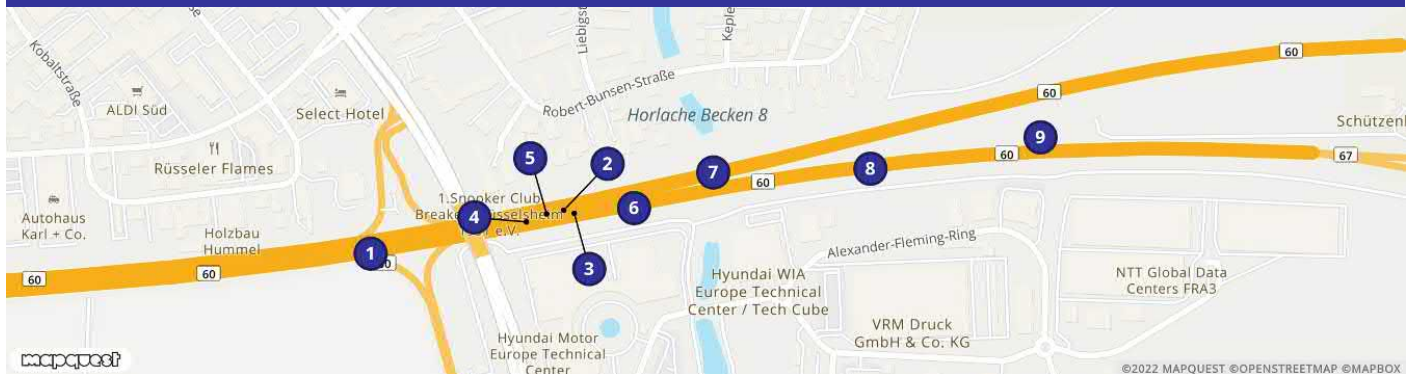 Kobaltstraße
ALDI Süd
Select Hotel
Rüsseler Flames
Autohaus
Karl + Co.
Holzbau
Hummel
Robert-Bunsen-Straße
Horlache Becken 8
1.Snooker Club
5
2
4
3
1
6
7
8
9
60
60
60
60
60
60
60
67
Alexander-Fleming-Ring
Hyundai WIA
Europe Technical
Center / Tech Cube
Hyundai Motor
Europe Technical
Center
VRM Druck
GmbH & Co. KG
NTT Global Data
Centers FRA3
mapquest
©2022 MAPQUEST ©OPENSTREETMAP ©MAPBOX